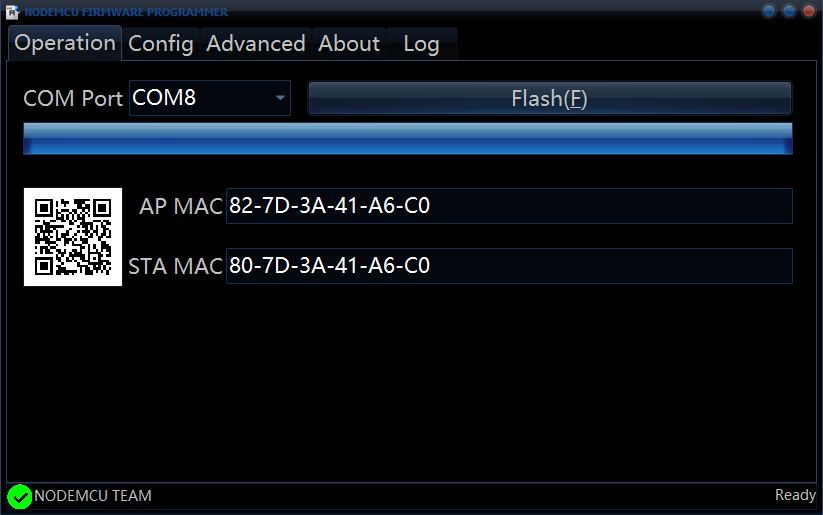 NODEMCU FIRMWARE PROGRAMMER
Operation Config Advanced About Log
COM Port COM8 Flash(F)
AP MAC 82-7D-3A-41-A6-C0
STA MAC 80-7D-3A-41-A6-C0
NODEMCU TEAM Ready